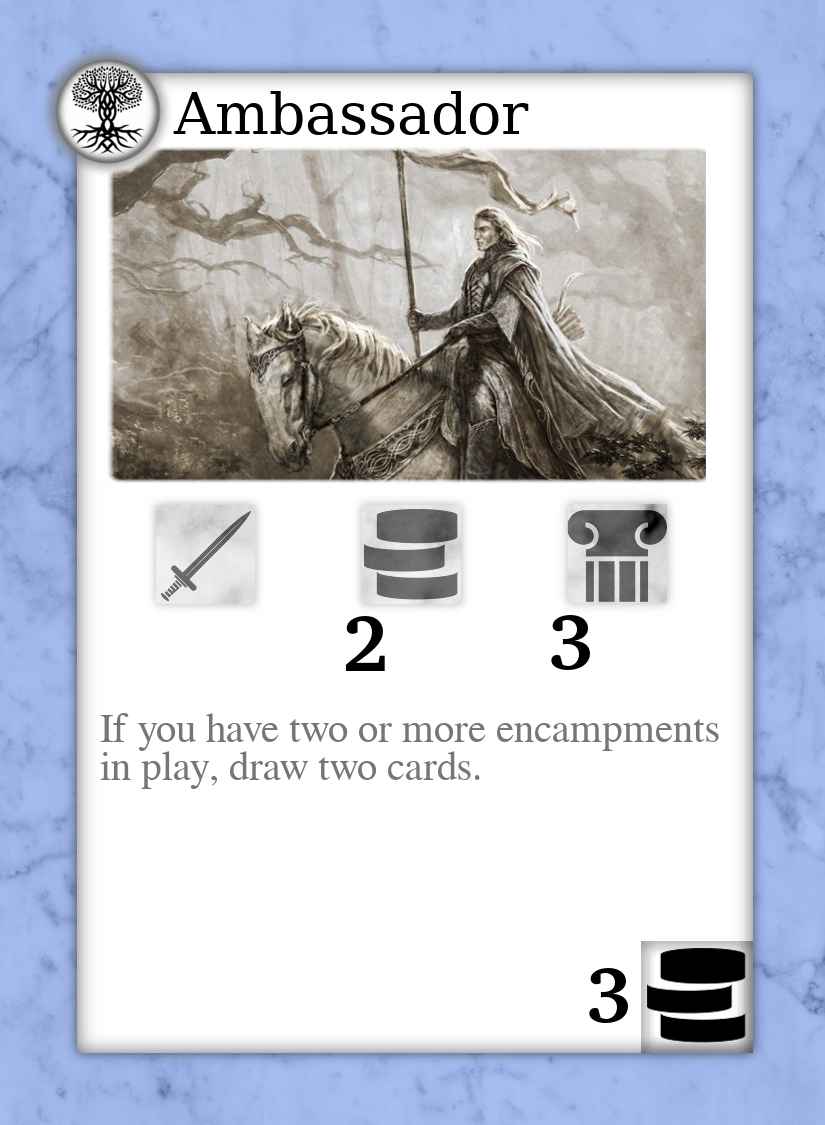 Ambassador
2 3
If you have two or more encampments
in play, draw two cards.
3